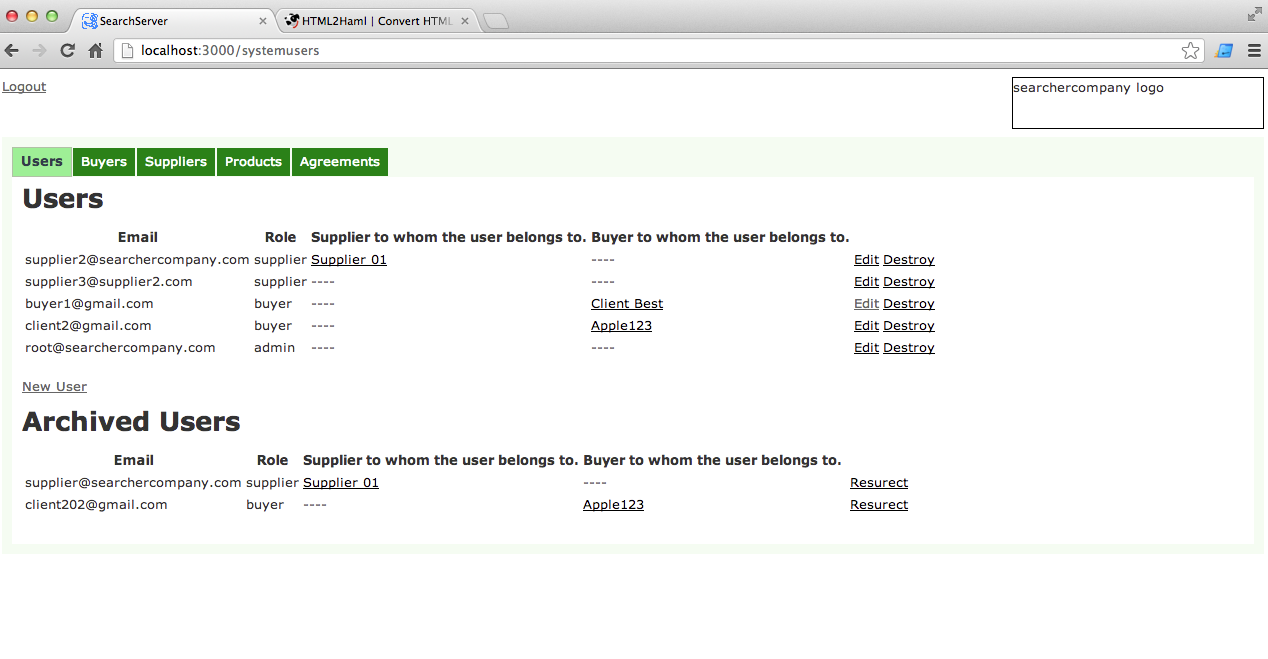 SearchServer HTML2Haml | Convert HTML
localhost:3000/systemusers
Logout
searchercompany logo
Users Buyers Suppliers Products Agreements
Users
Email Role Supplier to whom the user belongs to. Buyer to whom the user belongs to.
supplier2@searchercompany.com supplier Supplier 01 ---- Edit Destroy
supplier3@supplier2.com supplier ---- ---- Edit Destroy
buyer1@gmail.com buyer ---- Client Best Edit Destroy
client2@gmail.com buyer ---- Apple123 Edit Destroy
root@searchercompany.com admin ---- ---- Edit Destroy
New User
Archived Users
Email Role Supplier to whom the user belongs to. Buyer to whom the user belongs to.
supplier@searchercompany.com supplier Supplier 01 ---- Resurect
client202@gmail.com buyer ---- Apple123 Resurect